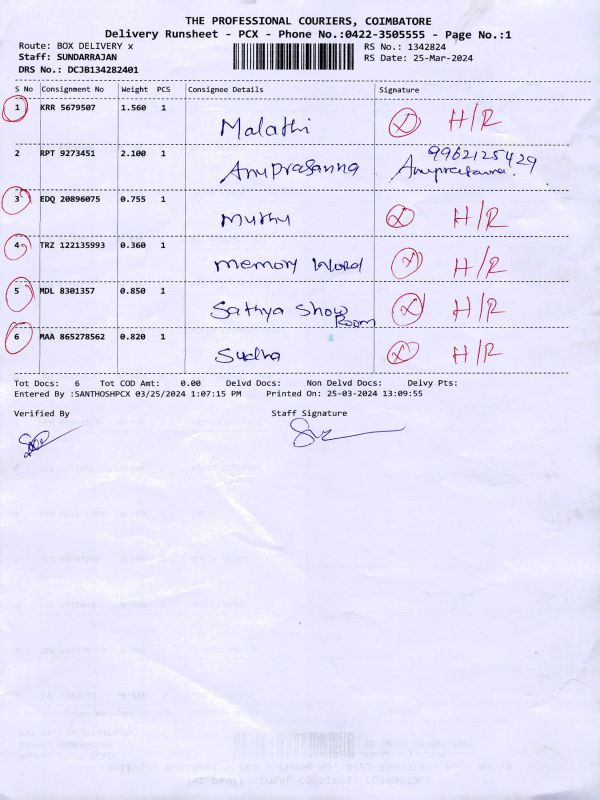 THE PROFESSIONAL COURIERS, COIMBATORE
Delivery Runsheet - PCX - Phone No.:0422-3505555 - Page No.:1
Route: BOX DELIVERY x RS No.: 1342824
Staff: SUNDARRAJAN RS Date: 25-Mar-2024
DRS No.: DCJB134282401
S No Consignment No Weight PCS Consignee Details Signature
1 KRR 5679507 1.560 1 Malathi X H/R
2 RPT 9273451 2.100 1 Anuprasanna 9962125429 Anuprasanna.
3 EDQ 20896075 0.755 1 Muthu X H/R
4 TRZ 122135993 0.360 1 Memory World X H/R
5 MDL 8301357 0.850 1 Sathya Show Room X H/R
6 MAA 865278562 0.820 1 Sudha X H/R
Tot Docs: 6 Tot COD Amt: 0.00 Delvd Docs: Non Delvd Docs: Delvy Pts:
Entered By :SANTHOSHPCX 03/25/2024 1:07:15 PM Printed On: 25-03-2024 13:09:55
Verified By Staff Signature